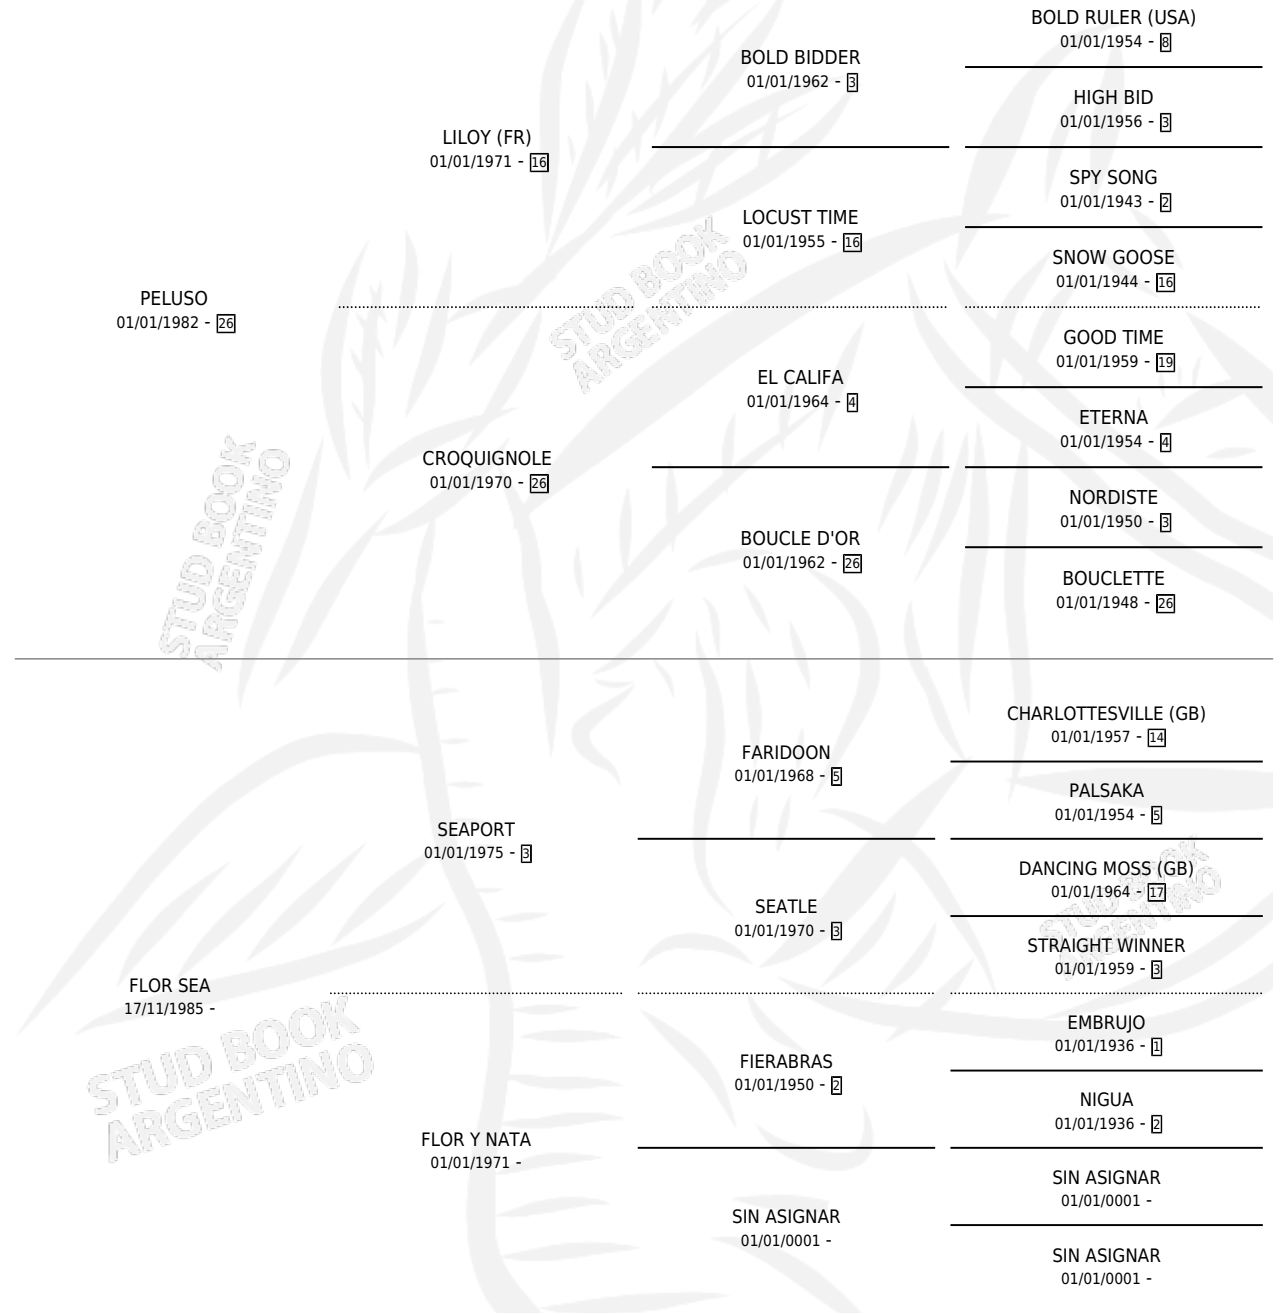 BOLD RULER (USA)
01/01/1954 - 8
BOLD BIDDER
01/01/1962 - 3
HIGH BID
01/01/1956 - 3
LILOY (FR)
01/01/1971 - 16
SPY SONG
01/01/1943 - 2
LOCUST TIME
01/01/1955 - 16
SNOW GOOSE
01/01/1944 - 16
PELUSO
01/01/1982 - 26
GOOD TIME
01/01/1959 - 19
EL CALIFA
01/01/1964 - 4
ETERNA
01/01/1954 - 4
CROQUIGNOLE
01/01/1970 - 26
NORDISTE
01/01/1950 - 3
BOUCLE D'OR
01/01/1962 - 26
BOUCLETTE
01/01/1948 - 26
CHARLOTTESVILLE (GB)
01/01/1957 - 14
FARIDOON
01/01/1968 - 5
PALSAKA
01/01/1954 - 5
SEAPORT
01/01/1975 - 3
DANCING MOSS (GB)
01/01/1964 - 17
SEATLE
01/01/1970 - 3
STRAIGHT WINNER
01/01/1959 - 3
FLOR SEA
17/11/1985 -
EMBRUJO
01/01/1936 - 1
FIERABRAS
01/01/1950 - 2
NIGUA
01/01/1936 - 2
FLOR Y NATA
01/01/1971 -
SIN ASIGNAR
01/01/0001 -
SIN ASIGNAR
01/01/0001 -
SIN ASIGNAR
01/01/0001 -
STUD BOOK
ARGENTINO
STUD BOOK
ARGENTINO
STUD BOOK
ARGENTINO
STUD BOOK
ARGENTINO